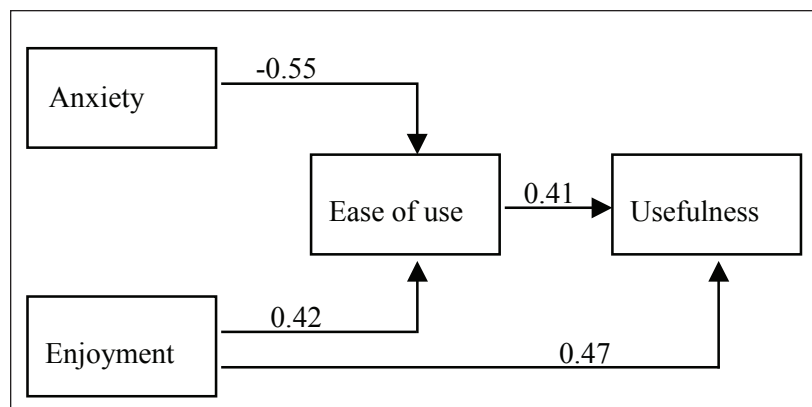 -0.55
Anxiety
Ease of use
0.41
Usefulness
0.42
Enjoyment
0.47